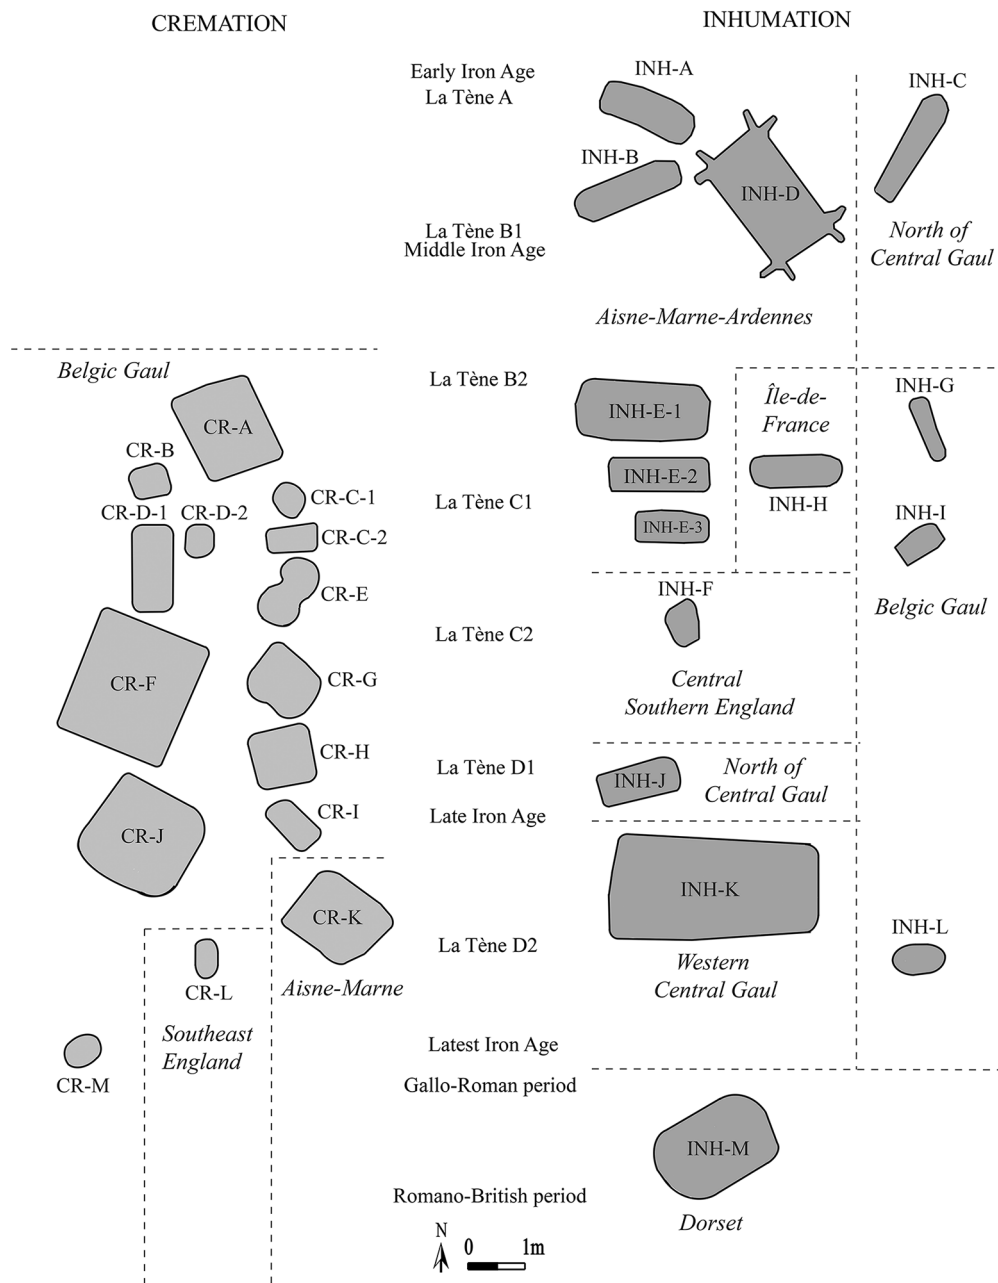 CREMATION
INHUMATION
Early Iron Age
La Tène A
INH-A
INH-C
INH-B
INH-D
La Tène B1
Middle Iron Age
North of
Central Gaul
Aisne-Marne-Ardennes
Belgic Gaul
La Tène B2
CR-A
INH-E-1
Île-de-
France
INH-G
CR-B
INH-E-2
CR-C-1
La Tène C1
INH-H
CR-D-1
CR-D-2
INH-I
CR-C-2
INH-E-3
CR-E
INH-F
Belgic Gaul
La Tène C2
CR-F
CR-G
Central
Southern England
CR-H
La Tène D1
INH-J
North of
Central Gaul
CR-I
Late Iron Age
CR-J
CR-K
INH-K
INH-L
La Tène D2
CR-L
Aisne-Marne
Western
Central Gaul
Southeast
England
CR-M
Latest Iron Age
Gallo-Roman period
INH-M
Romano-British period
Dorset
N
0 1m